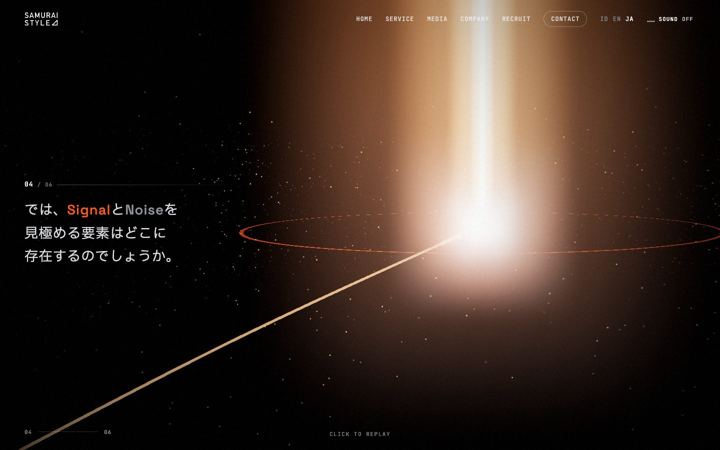 SAMURAI
STYLE
HOME SERVICE MEDIA COMPANY RECRUIT CONTACT ID EN JA SOUND OFF
04 / 06
では、SignalとNoiseを
見極める要素はどこに
存在するのでしょうか。
04 06
CLICK TO REPLAY